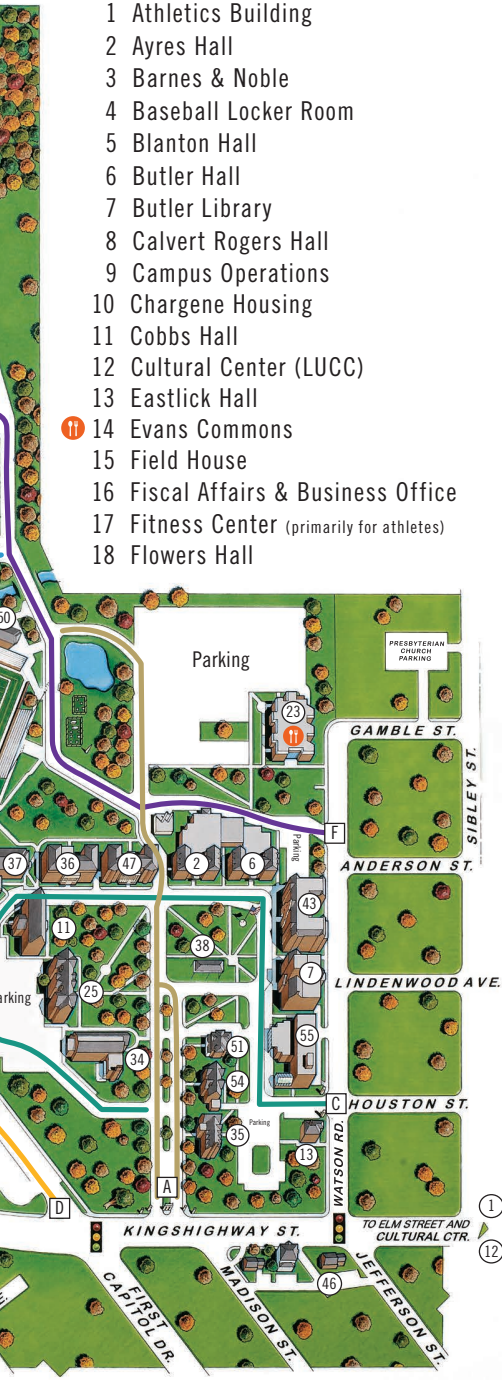 1 Athletics Building
2 Ayres Hall
3 Barnes & Noble
4 Baseball Locker Room
5 Blanton Hall
6 Butler Hall
7 Butler Library
8 Calvert Rogers Hall
9 Campus Operations
10 Chargene Housing
11 Cobbs Hall
12 Cultural Center (LUCC)
13 Eastlick Hall
14 Evans Commons
15 Field House
16 Fiscal Affairs & Business Office
17 Fitness Center (primarily for athletes)
18 Flowers Hall
Parking
PRESBYTERIAN
CHURCH
PARKING
23
GAMBLE ST.
SIBLEY ST.
F
Parking
ANDERSON ST.
37
36
47
2
6
43
11
38
7
25
LINDENWOOD AVE.
51
55
34
54
C
HOUSTON ST.
35
Parking
13
WATSON RD.
A
D
KINGSHIGHWAY ST.
TO ELM STREET AND
CULTURAL CTR.
1
12
46
FIRST
CAPITOL DR.
MADISON ST.
JEFFERSON ST.